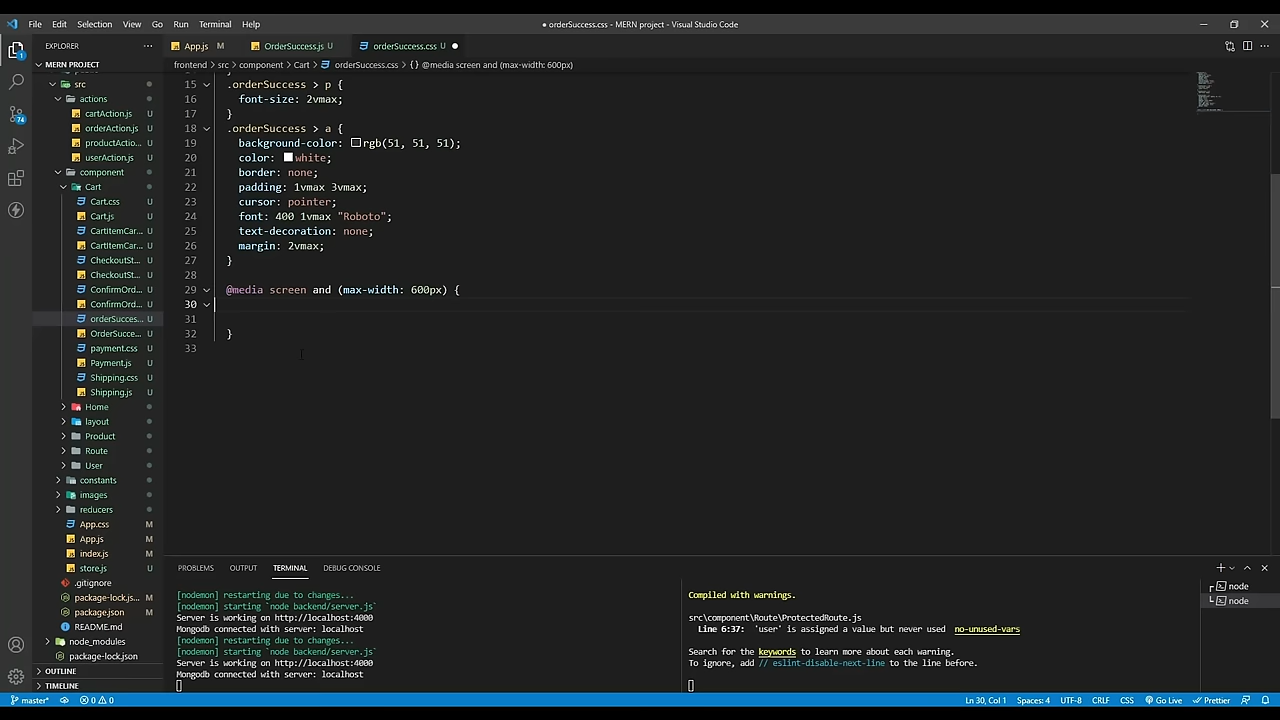 File Edit Selection View Go Run Terminal Help
● orderSuccess.css - MERN project - Visual Studio Code
EXPLORER
App.js M
OrderSuccess.js U
orderSuccess.css U
MERN PROJECT
frontend > src > component > Cart > orderSuccess.css > {} @media screen and (max-width: 600px)
src
actions
cartAction.js U
orderAction.js U
productActio... U
userAction.js U
component
Cart
Cart.css U
Cart.js U
CartItemCar... U
CartItemCar... U
CheckoutSt... U
CheckoutSt... U
ConfirmOrd... U
ConfirmOrd... U
orderSucces... U
OrderSucce... U
payment.css U
Payment.js U
Shipping.css U
Shipping.js U
Home
layout
Product
Route
User
constants
images
reducers
App.css M
App.js M
index.js M
store.js U
.gitignore
package-lock.js... M
package.json M
README.md
node_modules
package-lock.json
OUTLINE
TIMELINE
15 .orderSuccess > p {
16 font-size: 2vmax;
17 }
18 .orderSuccess > a {
19 background-color: rgb(51, 51, 51);
20 color: white;
21 border: none;
22 padding: 1vmax 3vmax;
23 cursor: pointer;
24 font: 400 1vmax "Roboto";
25 text-decoration: none;
26 margin: 2vmax;
27 }
28
29 @media screen and (max-width: 600px) {
30
31
32 }
33
PROBLEMS OUTPUT TERMINAL DEBUG CONSOLE
[nodemon] restarting due to changes...
[nodemon] starting `node backend/server.js`
Server is working on http://localhost:4000
Mongodb connected with server: localhost
[nodemon] restarting due to changes...
[nodemon] starting `node backend/server.js`
Server is working on http://localhost:4000
Mongodb connected with server: localhost
Compiled with warnings.
src\component\Route\ProtectedRoute.js
Line 6:37: 'user' is assigned a value but never used no-unused-vars
Search for the keywords to learn more about each warning.
To ignore, add // eslint-disable-next-line to the line before.
node
node
master* 0 0
Ln 30, Col 1 Spaces: 4 UTF-8 CRLF CSS Go Live Prettier